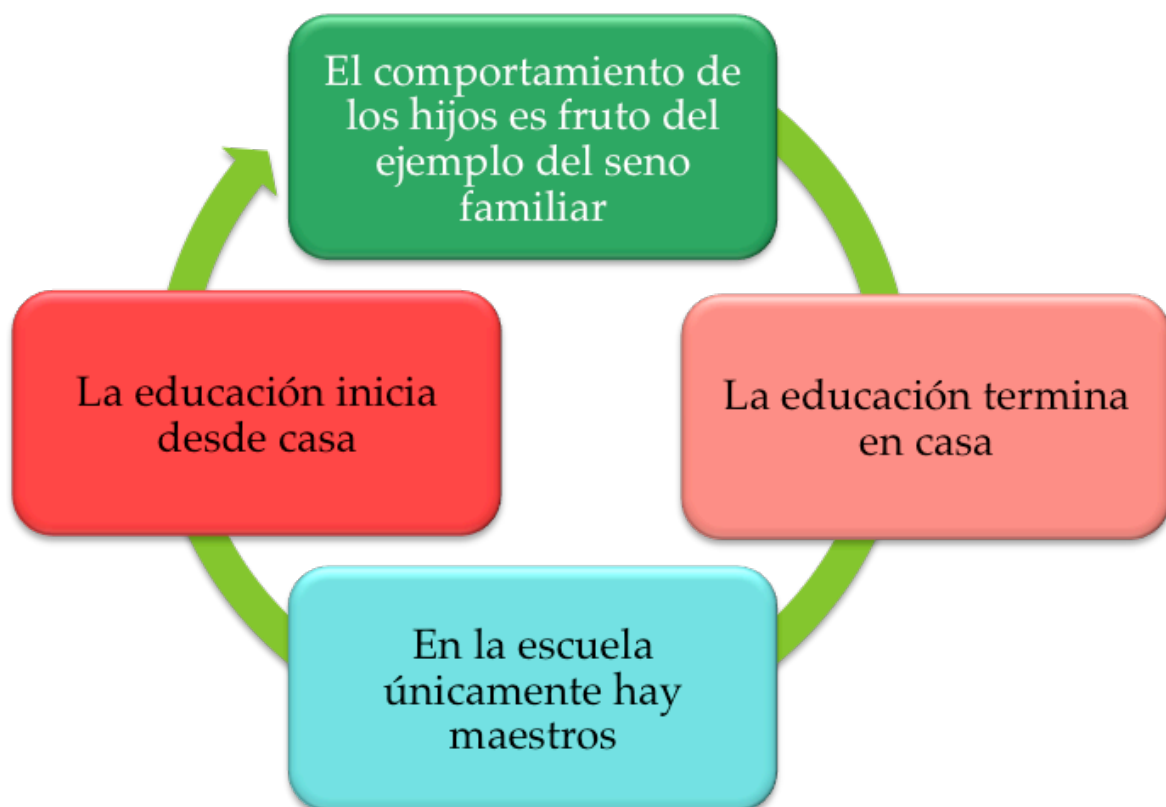 El comportamiento de
los hijos es fruto del
ejemplo del seno
familiar
La educación inicia
desde casa
La educación termina
en casa
En la escuela
únicamente hay
maestros